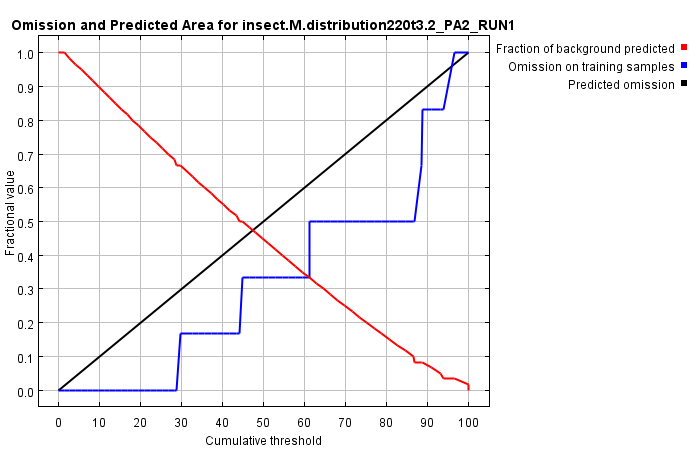 Omission and Predicted Area for insect.M.distribution220t3.2_PA2_RUN1
Fraction of background predicted
Omission on training samples
Predicted omission
1.0
0.9
0.8
0.7
0.6
0.5
0.4
0.3
0.2
0.1
0.0
Fractional value
0 10 20 30 40 50 60 70 80 90 100
Cumulative threshold